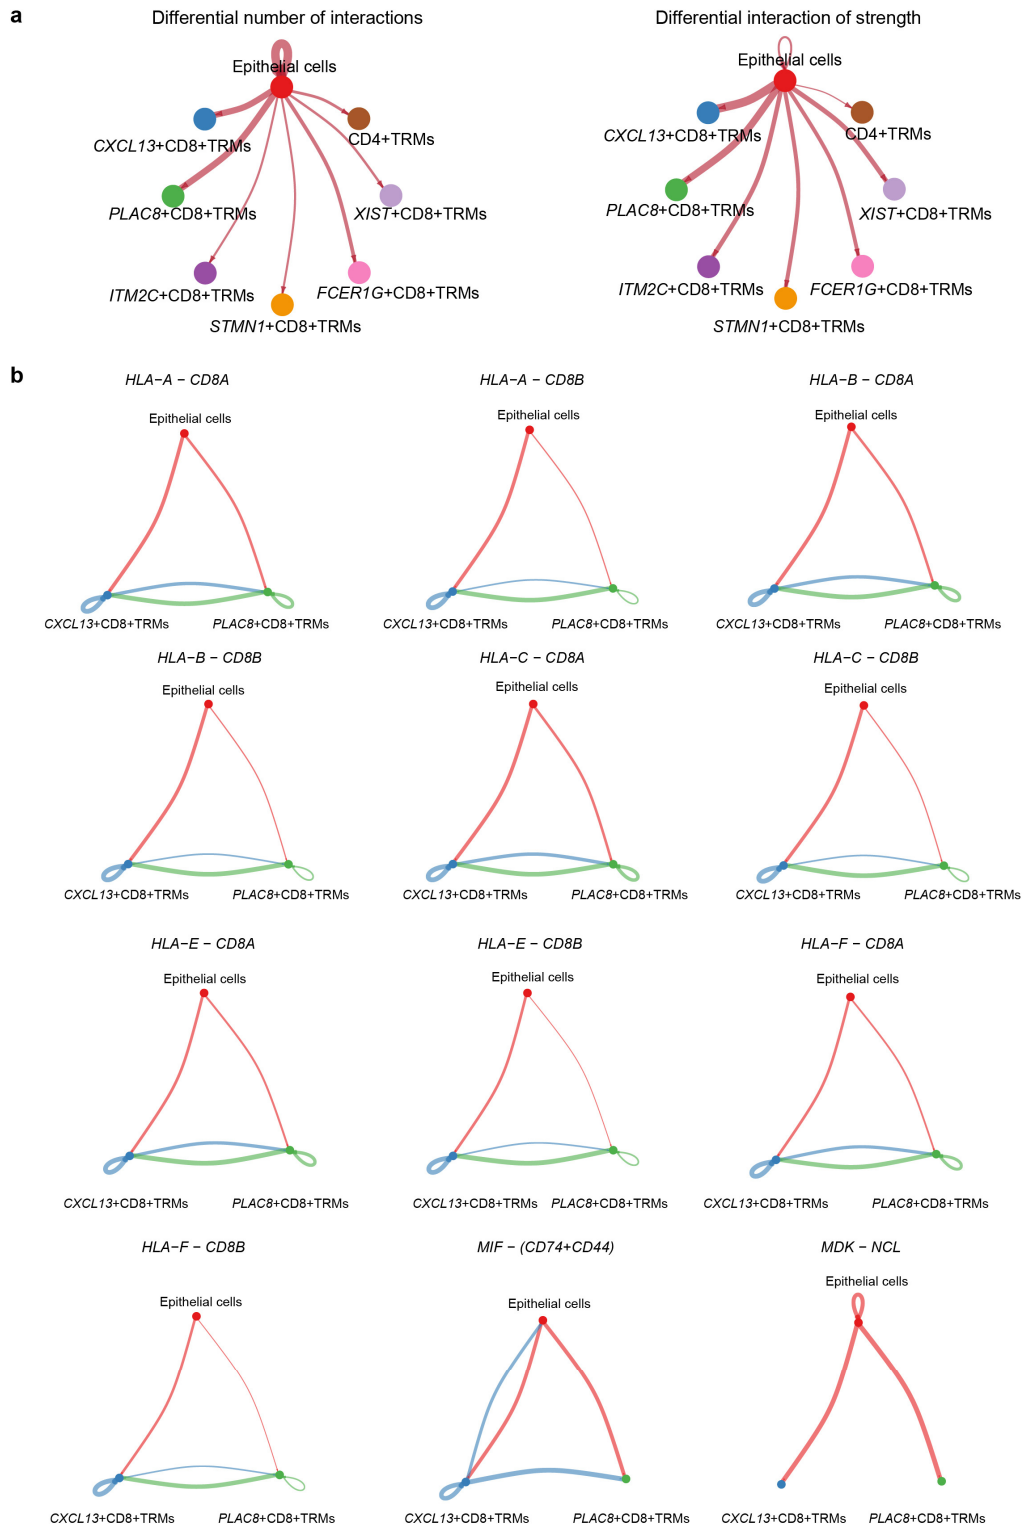 a
Differential number of interactions
Differential interaction of strength
Epithelial cells
Epithelial cells
CXCL13+CD8+TRMs
CD4+TRMs
CXCL13+CD8+TRMs
CD4+TRMs
PLAC8+CD8+TRMs
XIST+CD8+TRMs
PLAC8+CD8+TRMs
XIST+CD8+TRMs
ITM2C+CD8+TRMs
FCER1G+CD8+TRMs
ITM2C+CD8+TRMs
FCER1G+CD8+TRMs
STMN1+CD8+TRMs
STMN1+CD8+TRMs
b
HLA−A − CD8A
HLA−A − CD8B
HLA−B − CD8A
Epithelial cells
Epithelial cells
Epithelial cells
CXCL13+CD8+TRMs
PLAC8+CD8+TRMs
CXCL13+CD8+TRMs
PLAC8+CD8+TRMs
CXCL13+CD8+TRMs
PLAC8+CD8+TRMs
HLA−B − CD8B
HLA−C − CD8A
HLA−C − CD8B
Epithelial cells
Epithelial cells
Epithelial cells
CXCL13+CD8+TRMs
PLAC8+CD8+TRMs
CXCL13+CD8+TRMs
PLAC8+CD8+TRMs
CXCL13+CD8+TRMs
PLAC8+CD8+TRMs
HLA−E − CD8A
HLA−E − CD8B
HLA−F − CD8A
Epithelial cells
Epithelial cells
Epithelial cells
CXCL13+CD8+TRMs
PLAC8+CD8+TRMs
CXCL13+CD8+TRMs
PLAC8+CD8+TRMs
CXCL13+CD8+TRMs
PLAC8+CD8+TRMs
HLA−F − CD8B
MIF − (CD74+CD44)
MDK − NCL
Epithelial cells
Epithelial cells
Epithelial cells
CXCL13+CD8+TRMs
PLAC8+CD8+TRMs
CXCL13+CD8+TRMs
PLAC8+CD8+TRMs
CXCL13+CD8+TRMs
PLAC8+CD8+TRMs